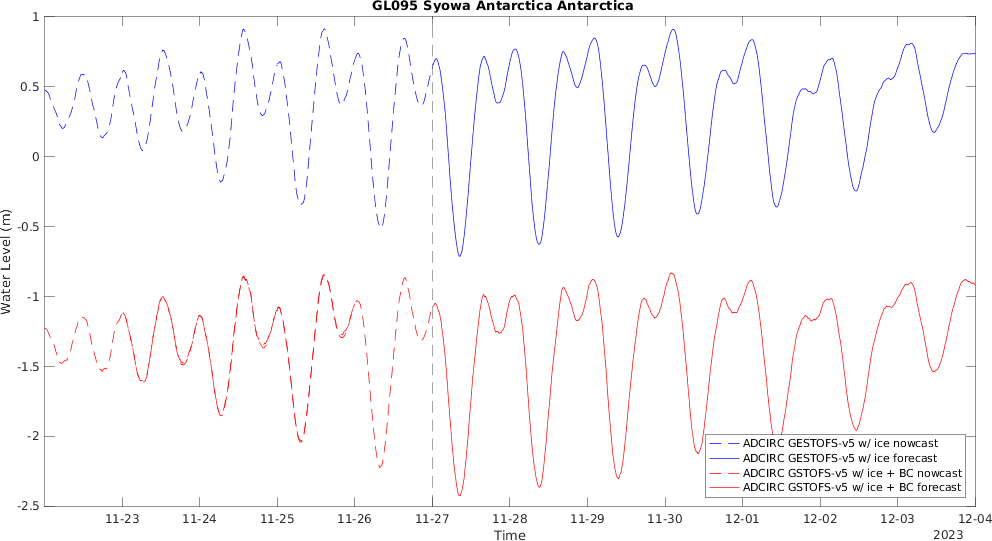 GL095 Syowa Antarctica Antarctica
Water Level (m)
1
0.5
0
-0.5
-1
-1.5
-2
-2.5
ADCIRC GESTOFS-v5 w/ ice nowcast
ADCIRC GESTOFS-v5 w/ ice forecast
ADCIRC GSTOFS-v5 w/ ice + BC nowcast
ADCIRC GSTOFS-v5 w/ ice + BC forecast
11-23 11-24 11-25 11-26 11-27 11-28 11-29 11-30 12-01 12-02 12-03 12-04
Time 2023